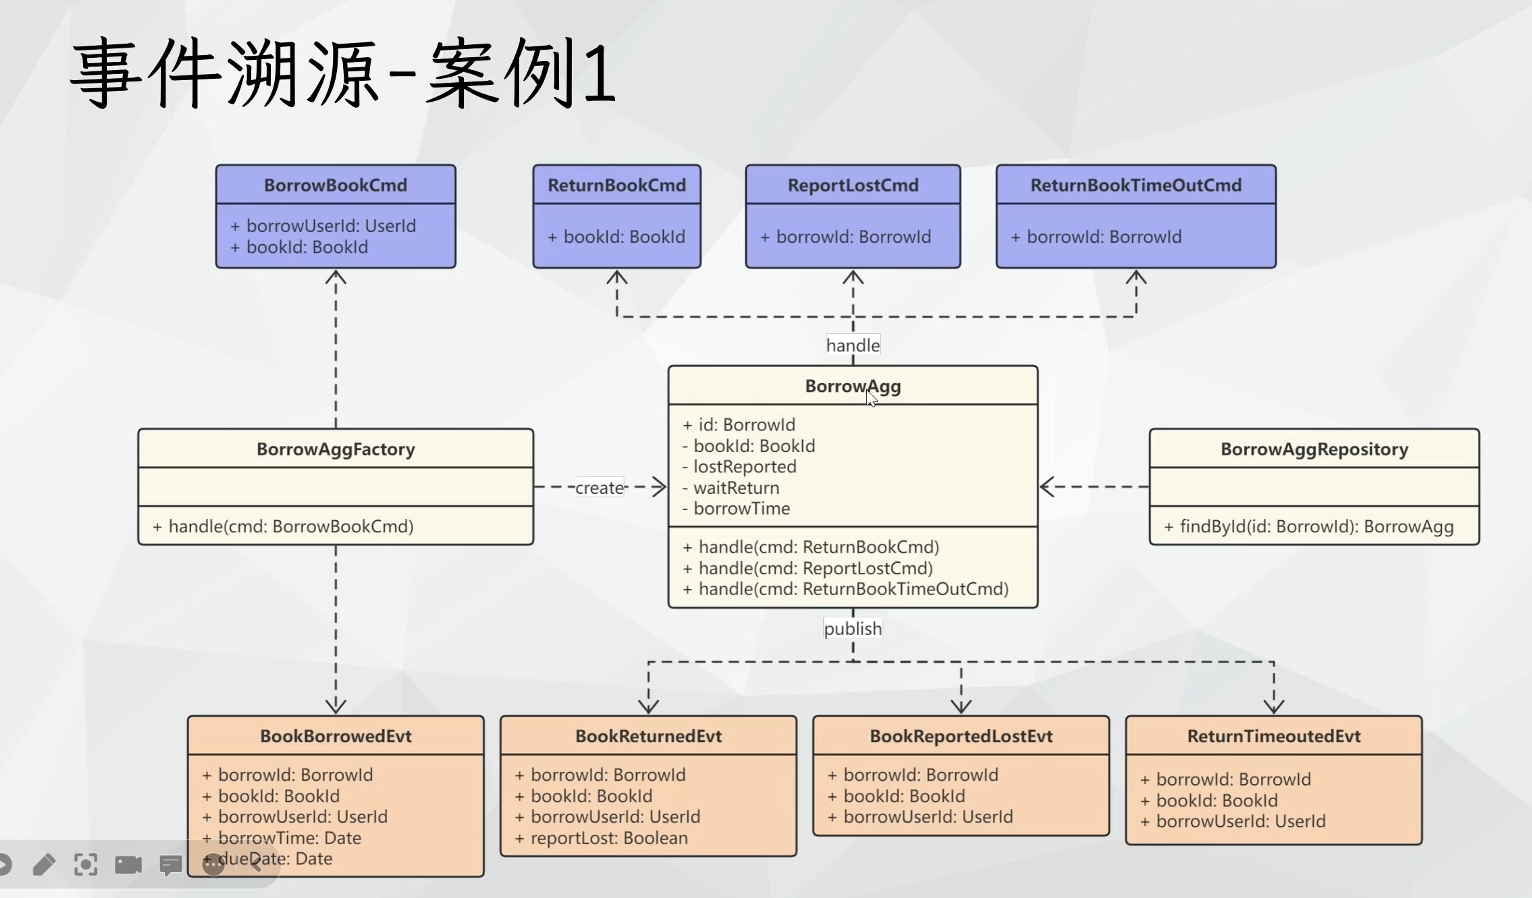 事件溯源-案例1
BorrowBookCmd
+ borrowUserId: UserId
+ bookId: BookId
ReturnBookCmd
+ bookId: BookId
ReportLostCmd
+ borrowId: BorrowId
ReturnBookTimeOutCmd
+ borrowId: BorrowId
handle
BorrowAggFactory
+ handle(cmd: BorrowBookCmd)
create
BorrowAgg
+ id: BorrowId
- bookId: BookId
- lostReported
- waitReturn
- borrowTime
+ handle(cmd: ReturnBookCmd)
+ handle(cmd: ReportLostCmd)
+ handle(cmd: ReturnBookTimeOutCmd)
BorrowAggRepository
+ findById(id: BorrowId): BorrowAgg
publish
BookBorrowedEvt
+ borrowId: BorrowId
+ bookId: BookId
+ borrowUserId: UserId
+ borrowTime: Date
+ dueDate: Date
BookReturnedEvt
+ borrowId: BorrowId
+ bookId: BookId
+ borrowUserId: UserId
+ reportLost: Boolean
BookReportedLostEvt
+ borrowId: BorrowId
+ bookId: BookId
+ borrowUserId: UserId
ReturnTimeoutedEvt
+ borrowId: BorrowId
+ bookId: BookId
+ borrowUserId: UserId